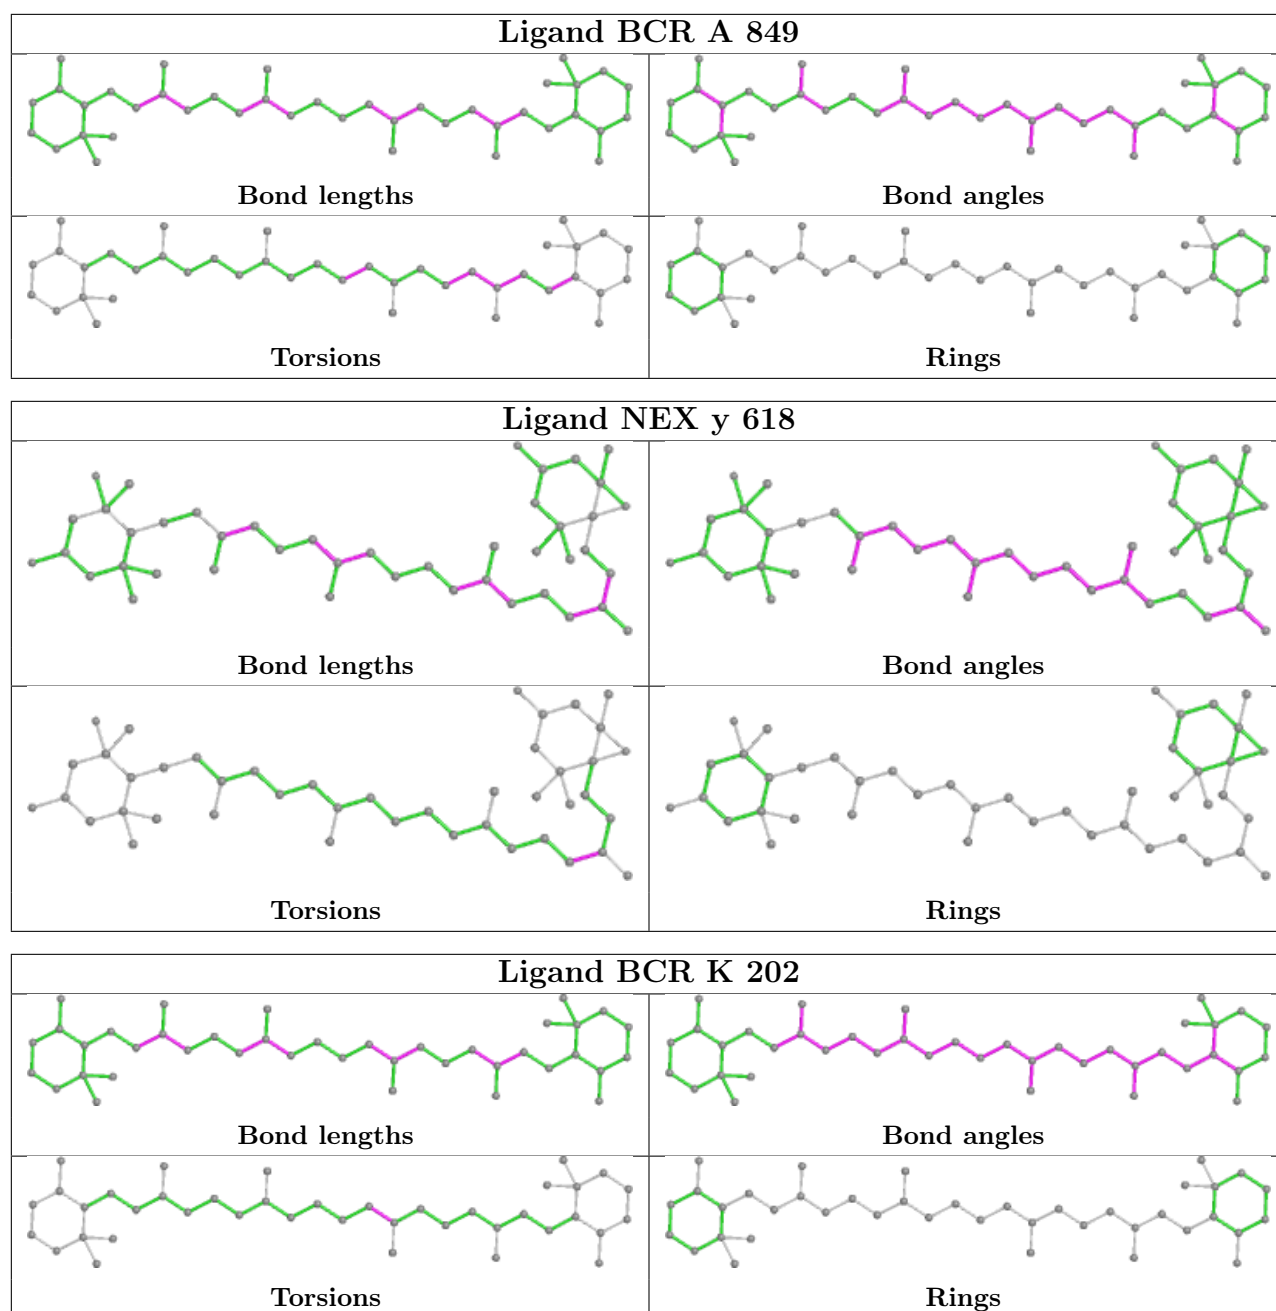 Ligand BCR A 849
Bond lengths
Bond angles
Torsions
Rings
Ligand NEX y 618
Bond lengths
Bond angles
Torsions
Rings
Ligand BCR K 202
Bond lengths
Bond angles
Torsions
Rings